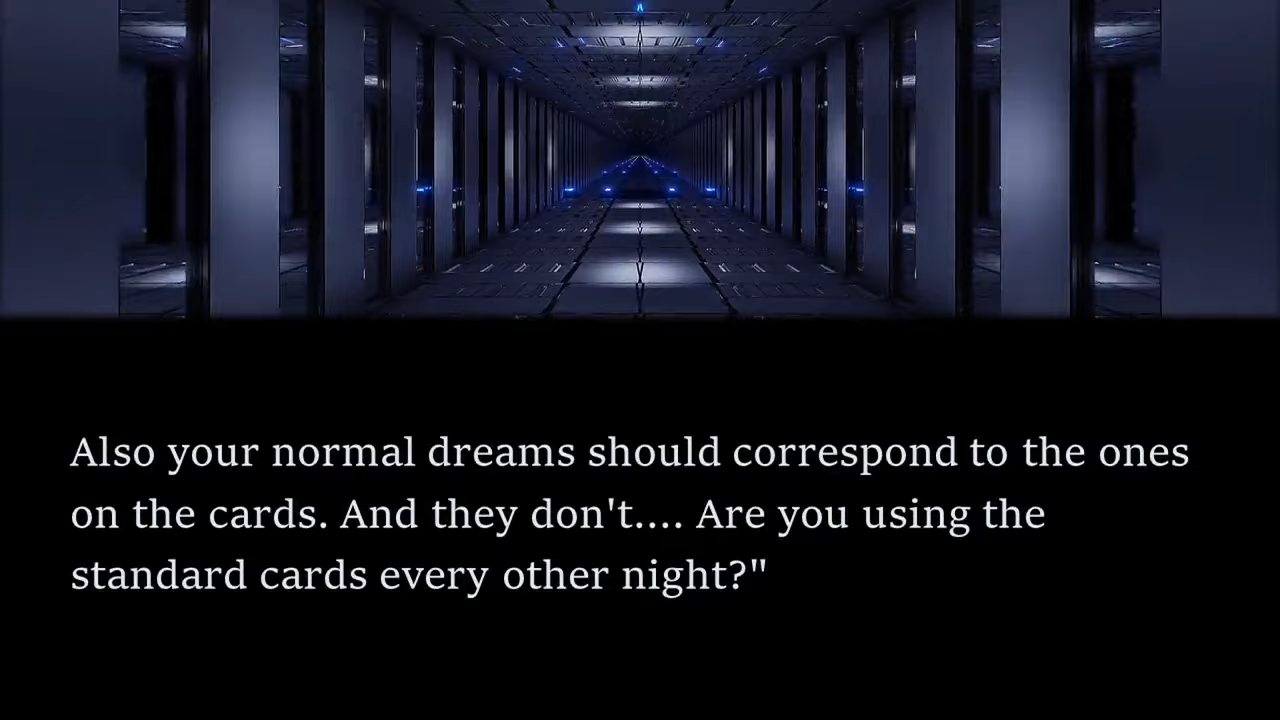 Also your normal dreams should correspond to the ones
on the cards. And they don't.... Are you using the
standard cards every other night?"